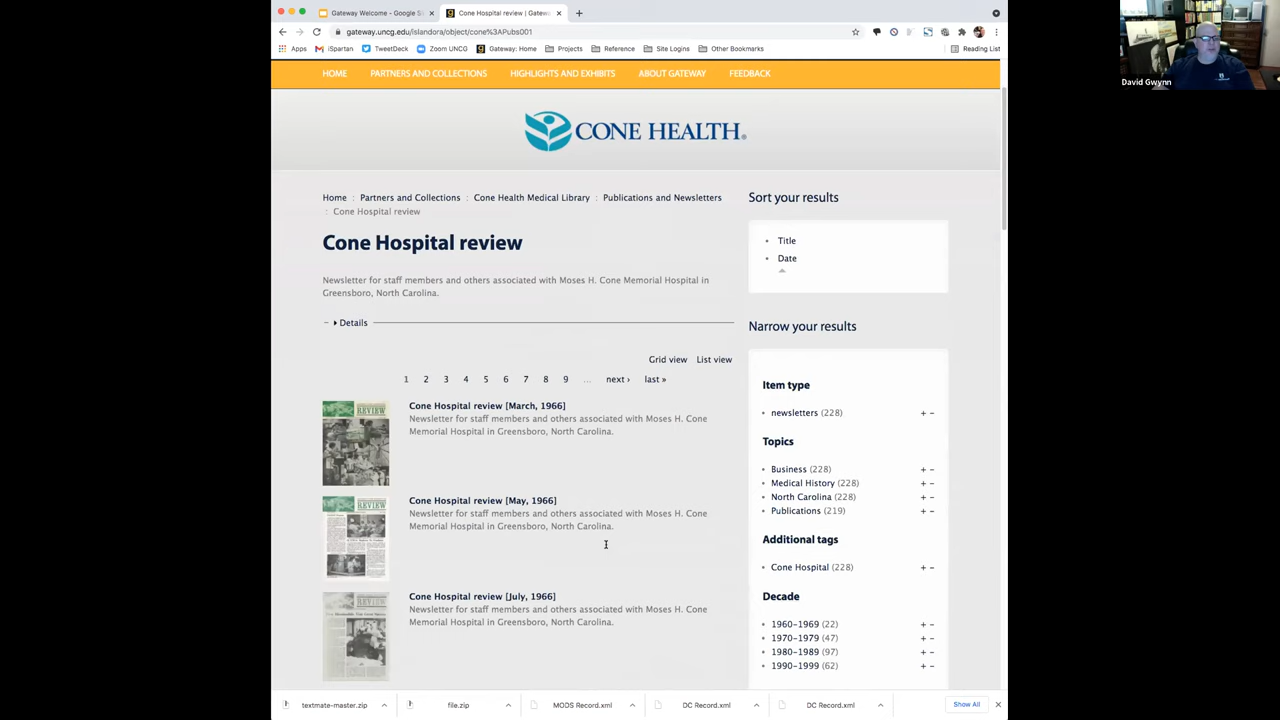 Gateway Welcome - Google Sl
Cone Hospital review | Gatew
gateway.uncg.edu/islandora/object/cone%3APubs001
Apps
iSpartan
TweetDeck
Zoom UNCG
Gateway: Home
Projects
Reference
Site Logins
Other Bookmarks
Reading List
David Gwynn
HOME
PARTNERS AND COLLECTIONS
HIGHLIGHTS AND EXHIBITS
ABOUT GATEWAY
FEEDBACK
CONE HEALTH
Home : Partners and Collections : Cone Health Medical Library : Publications and Newsletters
: Cone Hospital review
Cone Hospital review
Newsletter for staff members and others associated with Moses H. Cone Memorial Hospital in
Greensboro, North Carolina.
Details
Grid view
List view
1 2 3 4 5 6 7 8 9 … next › last »
REVIEW
Cone Hospital review [March, 1966]
Newsletter for staff members and others associated with Moses H. Cone
Memorial Hospital in Greensboro, North Carolina.
REVIEW
Cone Hospital review [May, 1966]
Newsletter for staff members and others associated with Moses H. Cone
Memorial Hospital in Greensboro, North Carolina.
REVIEW
Cone Hospital review [July, 1966]
Newsletter for staff members and others associated with Moses H. Cone
Memorial Hospital in Greensboro, North Carolina.
Sort your results
Title
Date
Narrow your results
Item type
newsletters (228) + -
Topics
Business (228) + -
Medical History (228) + -
North Carolina (228) + -
Publications (219) + -
Additional tags
Cone Hospital (228) + -
Decade
1960-1969 (22) + -
1970-1979 (47) + -
1980-1989 (97) + -
1990-1999 (62) + -
textmate-master.zip
file.zip
MODS Record.xml
DC Record.xml
DC Record.xml
Show All